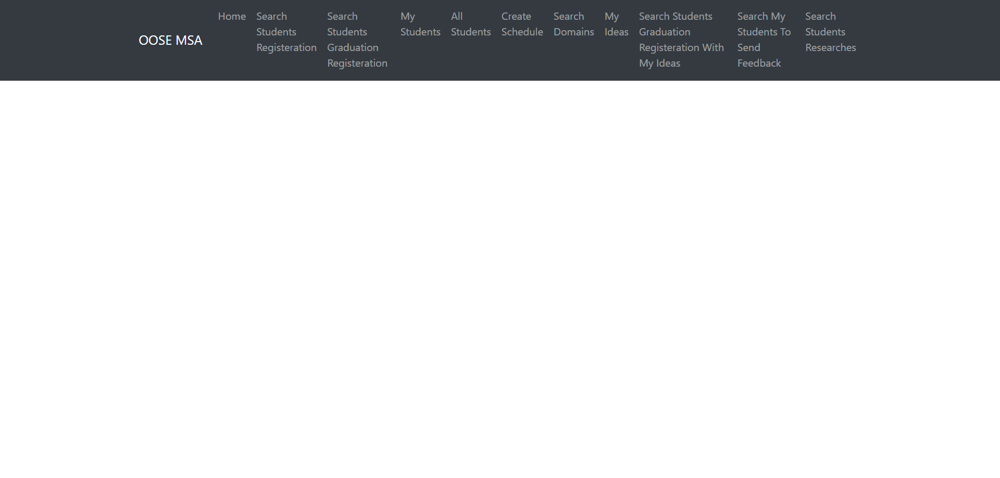 OOSE MSA
Home
Search
Students
Registeration
Search
Students
Graduation
Registeration
My
Students
All
Students
Create
Schedule
Search
Domains
My
Ideas
Search Students
Graduation
Registeration With
My Ideas
Search My
Students To
Send
Feedback
Search
Students
Researches